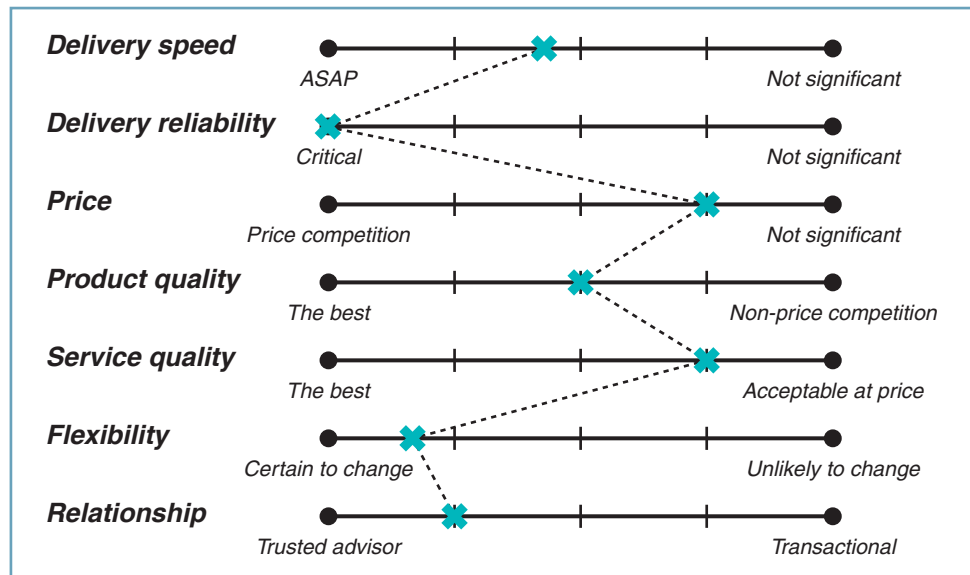 Delivery speed
ASAP Not significant
Delivery reliability
Critical Not significant
Price
Price competition Not significant
Product quality
The best Non-price competition
Service quality
The best Acceptable at price
Flexibility
Certain to change Unlikely to change
Relationship
Trusted advisor Transactional